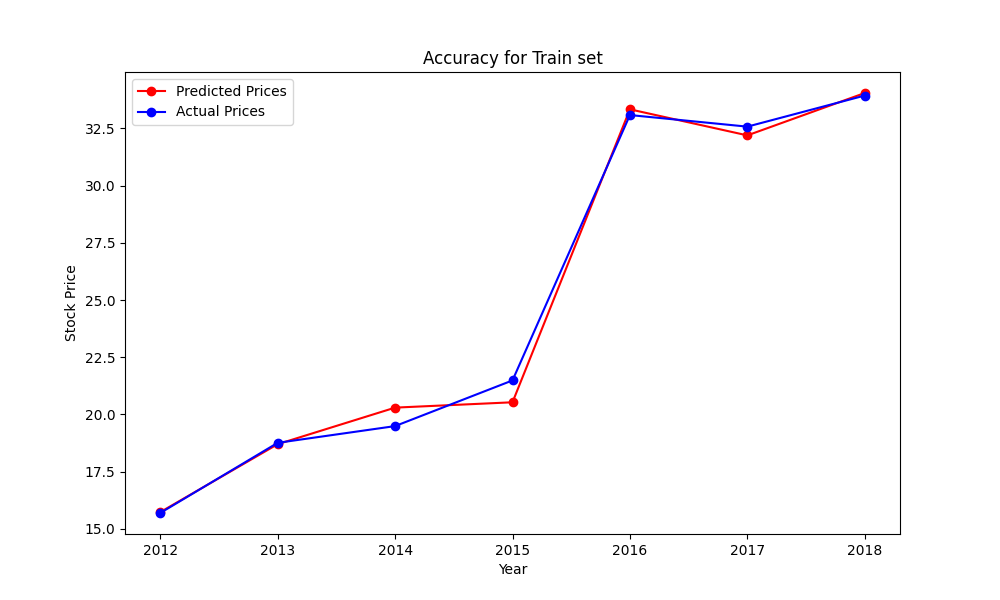 Accuracy for Train set
Predicted Prices
Actual Prices
Stock Price
32.5
30.0
27.5
25.0
22.5
20.0
17.5
15.0
2012 2013 2014 2015 2016 2017 2018
Year